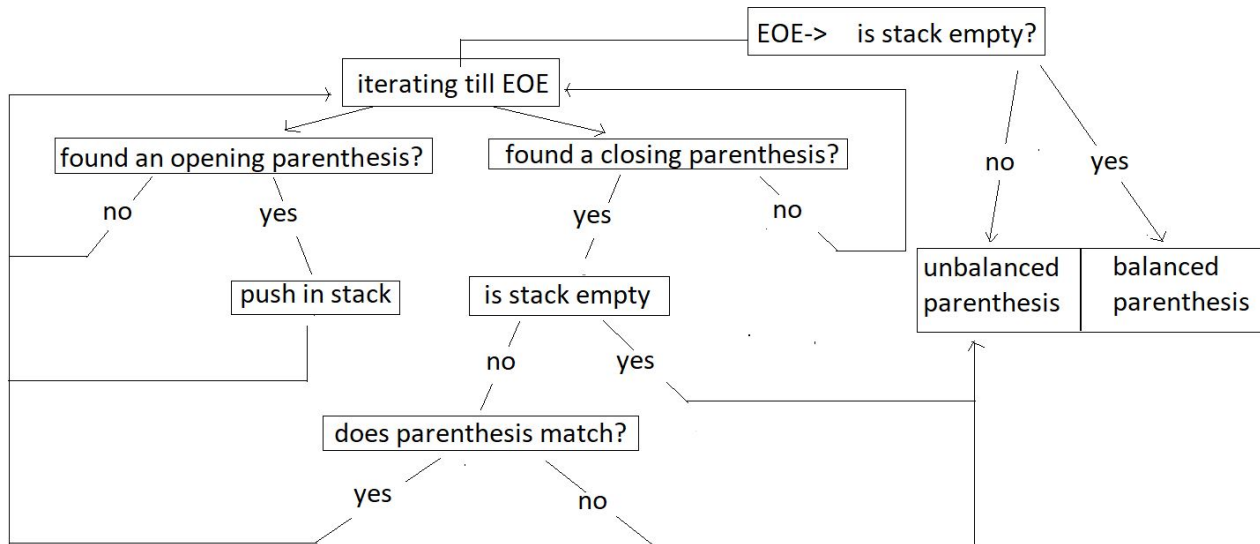 EOE-> is stack empty?
iterating till EOE
found an opening parenthesis?
found a closing parenthesis?
no
yes
no
yes
yes
no
unbalanced
parenthesis
balanced
parenthesis
push in stack
is stack empty
no
yes
does parenthesis match?
yes
no